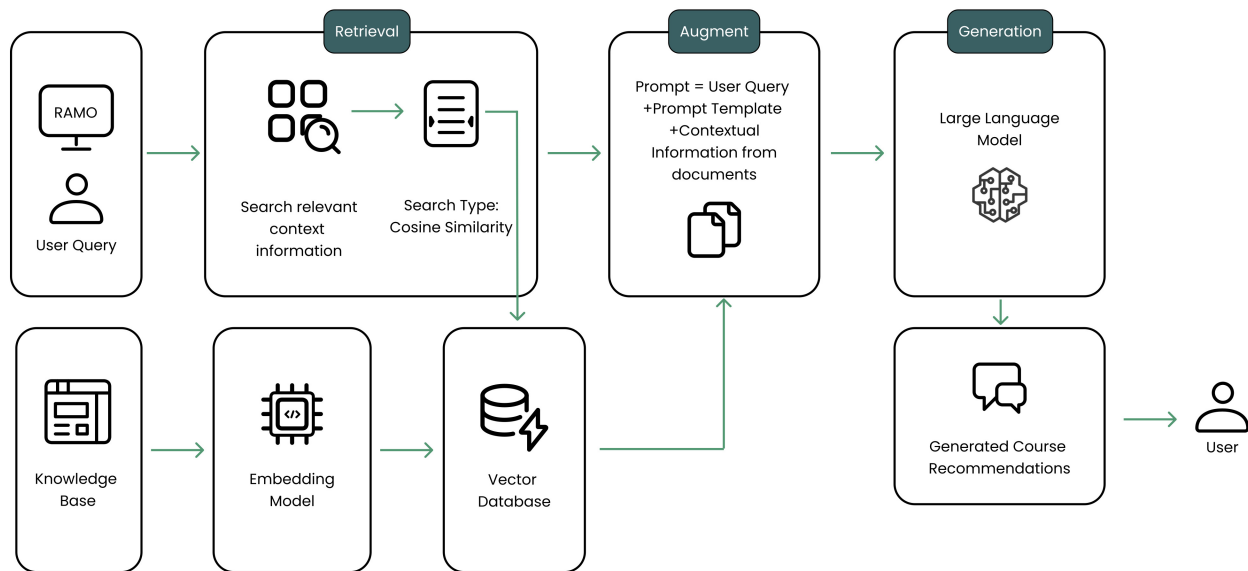 Retrieval
Augment
Generation
RAMO
User Query
Search relevant
context
information
Search Type:
Cosine Similarity
Prompt = User Query
+Prompt Template
+Contextual
Information from
documents
Large Language
Model
Knowledge
Base
Embedding
Model
</>
Vector
Database
Generated Course
Recommendations
User